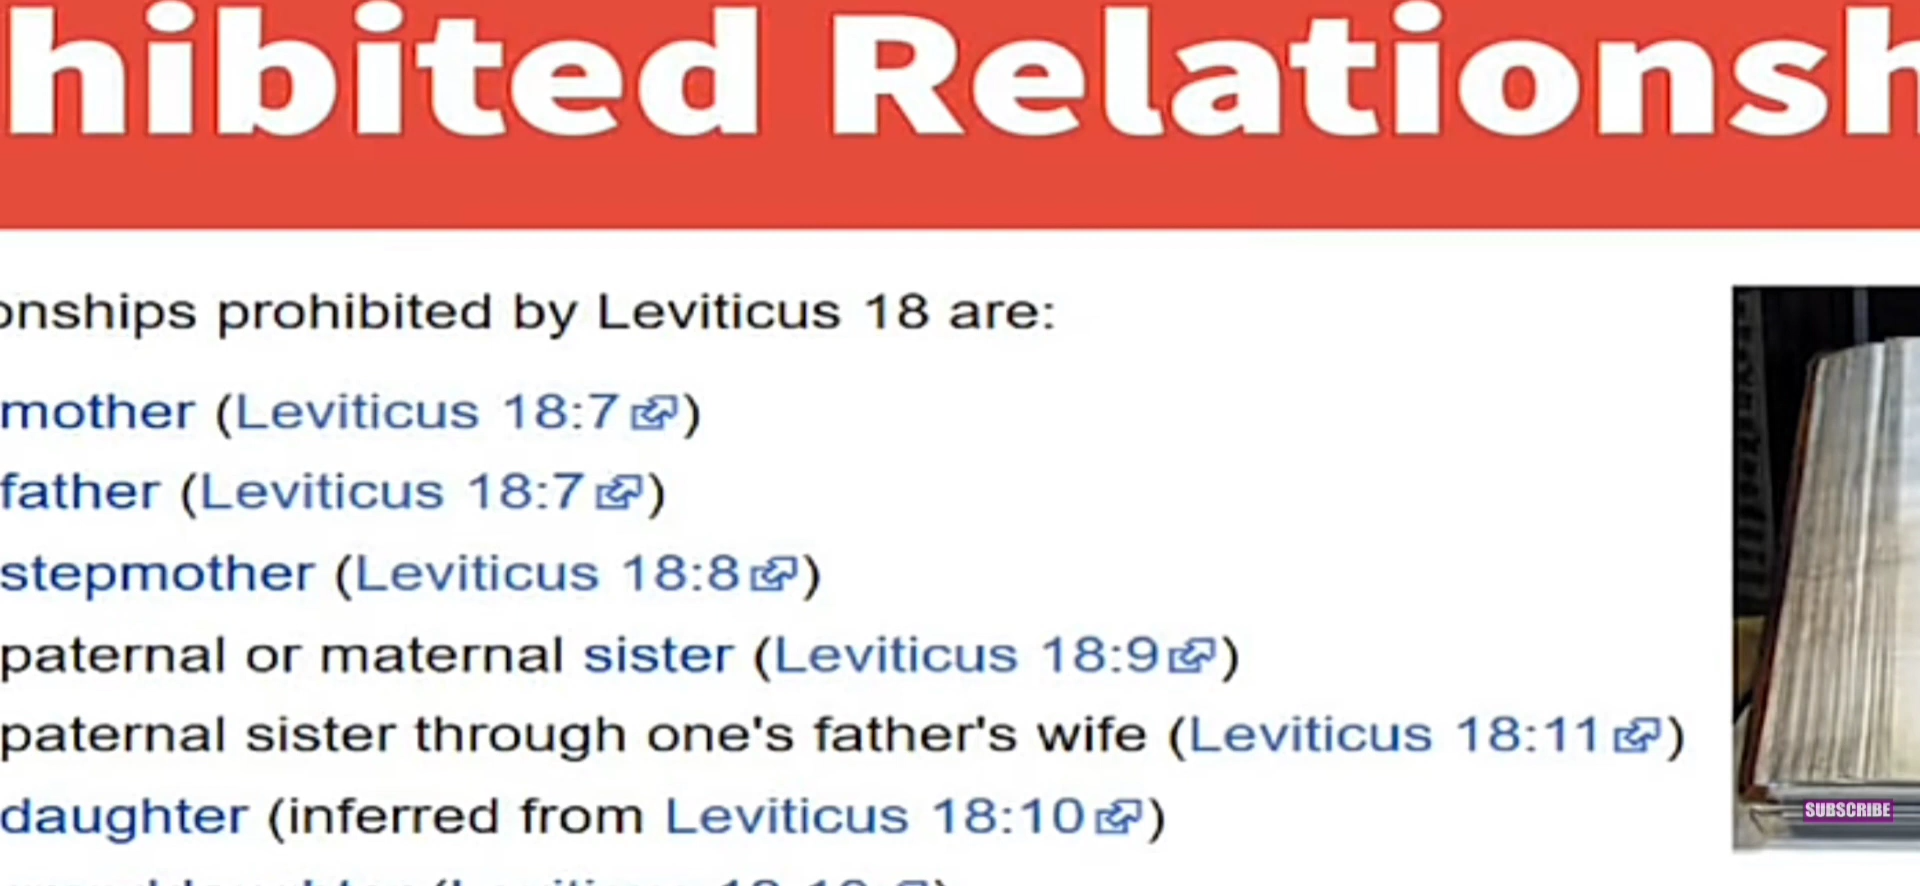 hibited Relationsh
onships prohibited by Leviticus 18 are:
mother (Leviticus 18:7)
father (Leviticus 18:7)
stepmother (Leviticus 18:8)
paternal or maternal sister (Leviticus 18:9)
paternal sister through one's father's wife (Leviticus 18:11)
daughter (inferred from Leviticus 18:10)
SUBSCRIBE